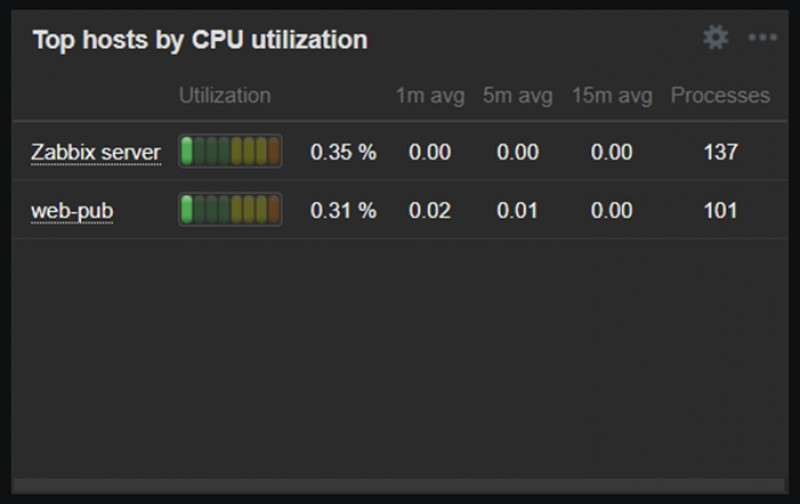 Top hosts by CPU utilization
Utilization 1m avg 5m avg 15m avg Processes
Zabbix server 0.35 % 0.00 0.00 0.00 137
web-pub 0.31 % 0.02 0.01 0.00 101